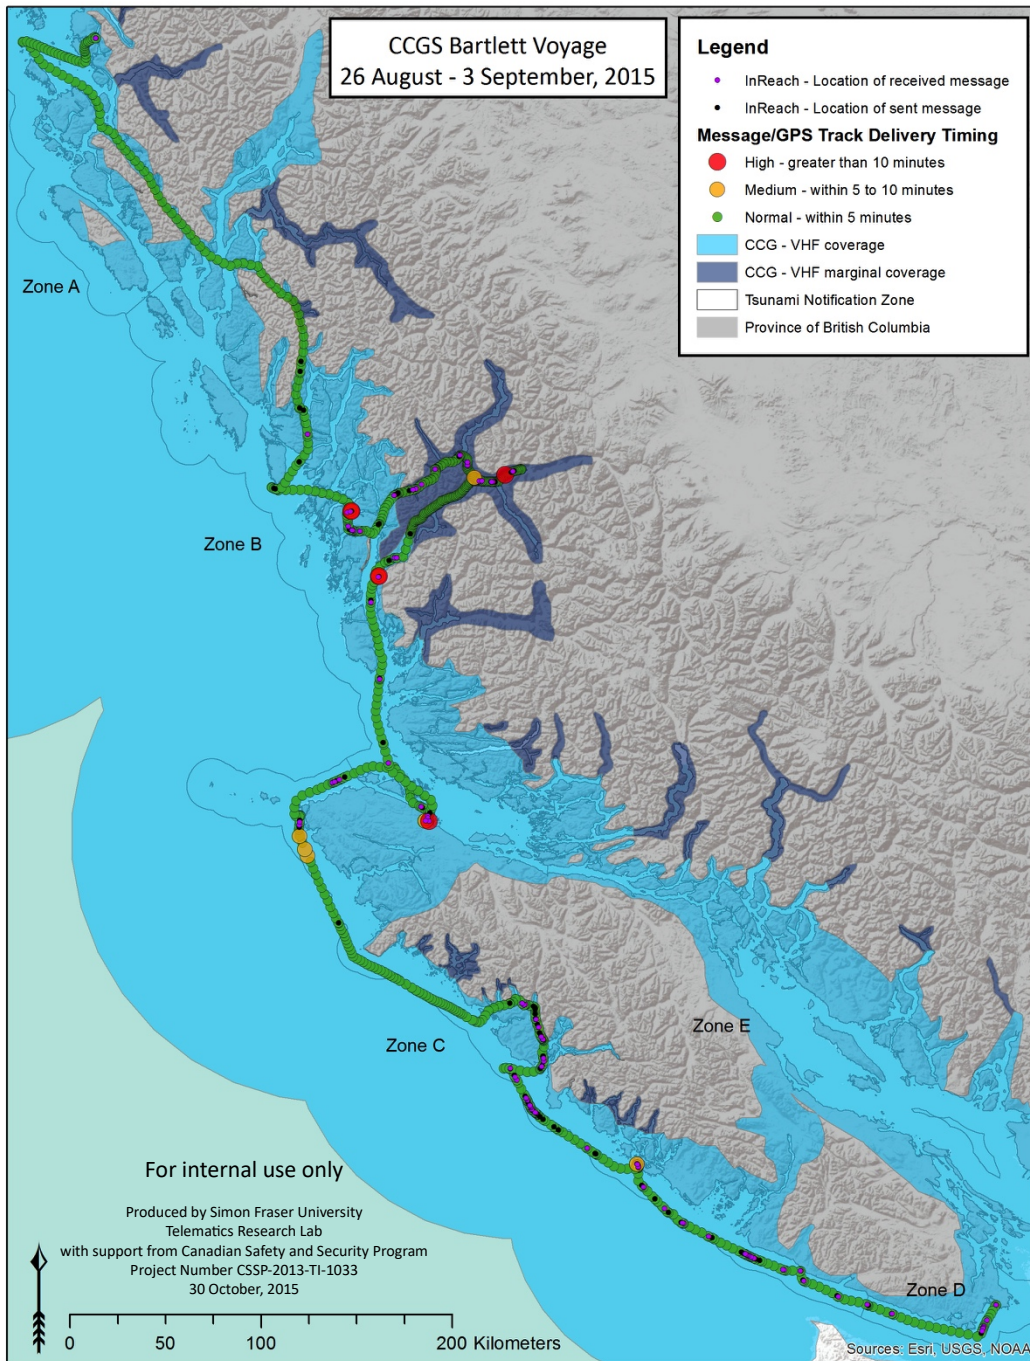 CCGS Bartlett Voyage
26 August - 3 September, 2015
Legend
InReach - Location of received message
InReach - Location of sent message
Message/GPS Track Delivery Timing
High - greater than 10 minutes
Medium - within 5 to 10 minutes
Normal - within 5 minutes
CCG - VHF coverage
CCG - VHF marginal coverage
Tsunami Notification Zone
Province of British Columbia
Zone A
Zone B
Zone E
Zone C
Zone D
For internal use only
Produced by Simon Fraser University
Telematics Research Lab
with support from Canadian Safety and Security Program
Project Number CSSP-2013-TI-1033
30 October, 2015
0 50 100 200 Kilometers
Sources: Esri, USGS, NOAA